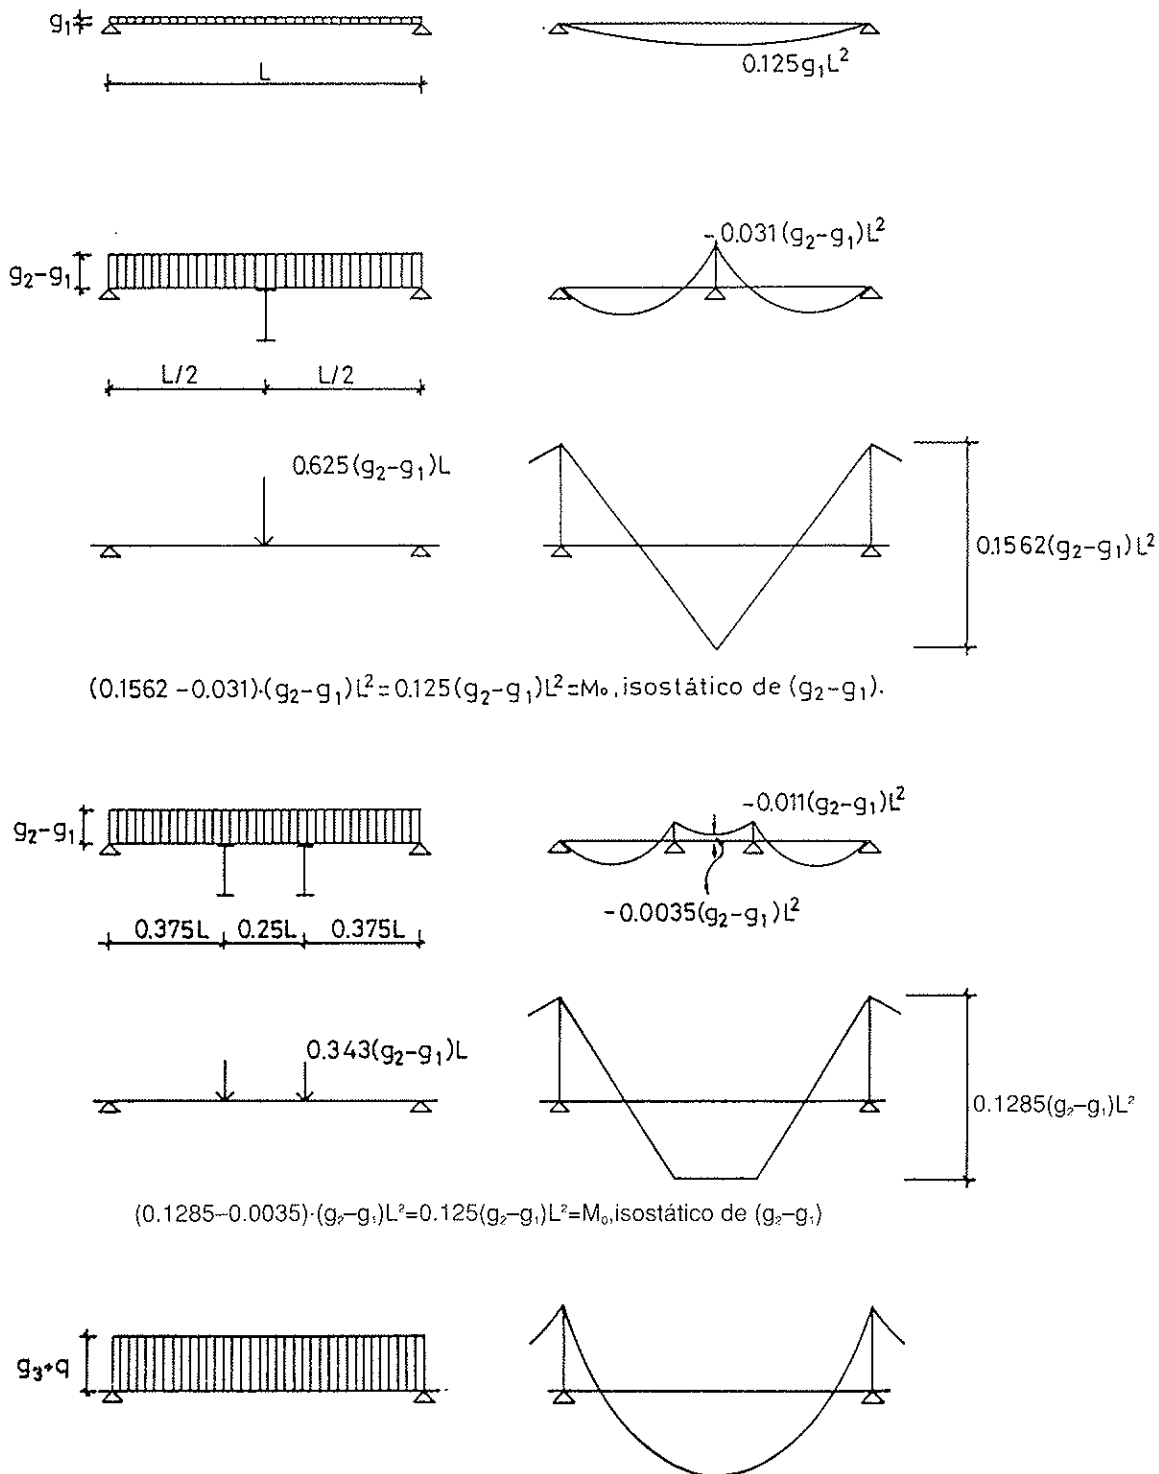 g₁
L
0.125g₁L²
g₂-g₁
-0.031(g₂-g₁)L²
L/2 L/2
0.625(g₂-g₁)L
0.1562(g₂-g₁)L²
(0.1562-0.031)·(g₂-g₁)L²=0.125(g₂-g₁)L²=M₀,isostático de (g₂-g₁).
g₂-g₁
-0.011(g₂-g₁)L²
-0.0035(g₂-g₁)L²
0.375L 0.25L 0.375L
0.343(g₂-g₁)L
0.1285(g₂-g₁)L²
(0.1285-0.0035)·(g₂-g₁)L²=0.125(g₂-g₁)L²=M₀,isostático de (g₂-g₁)
g₃+q